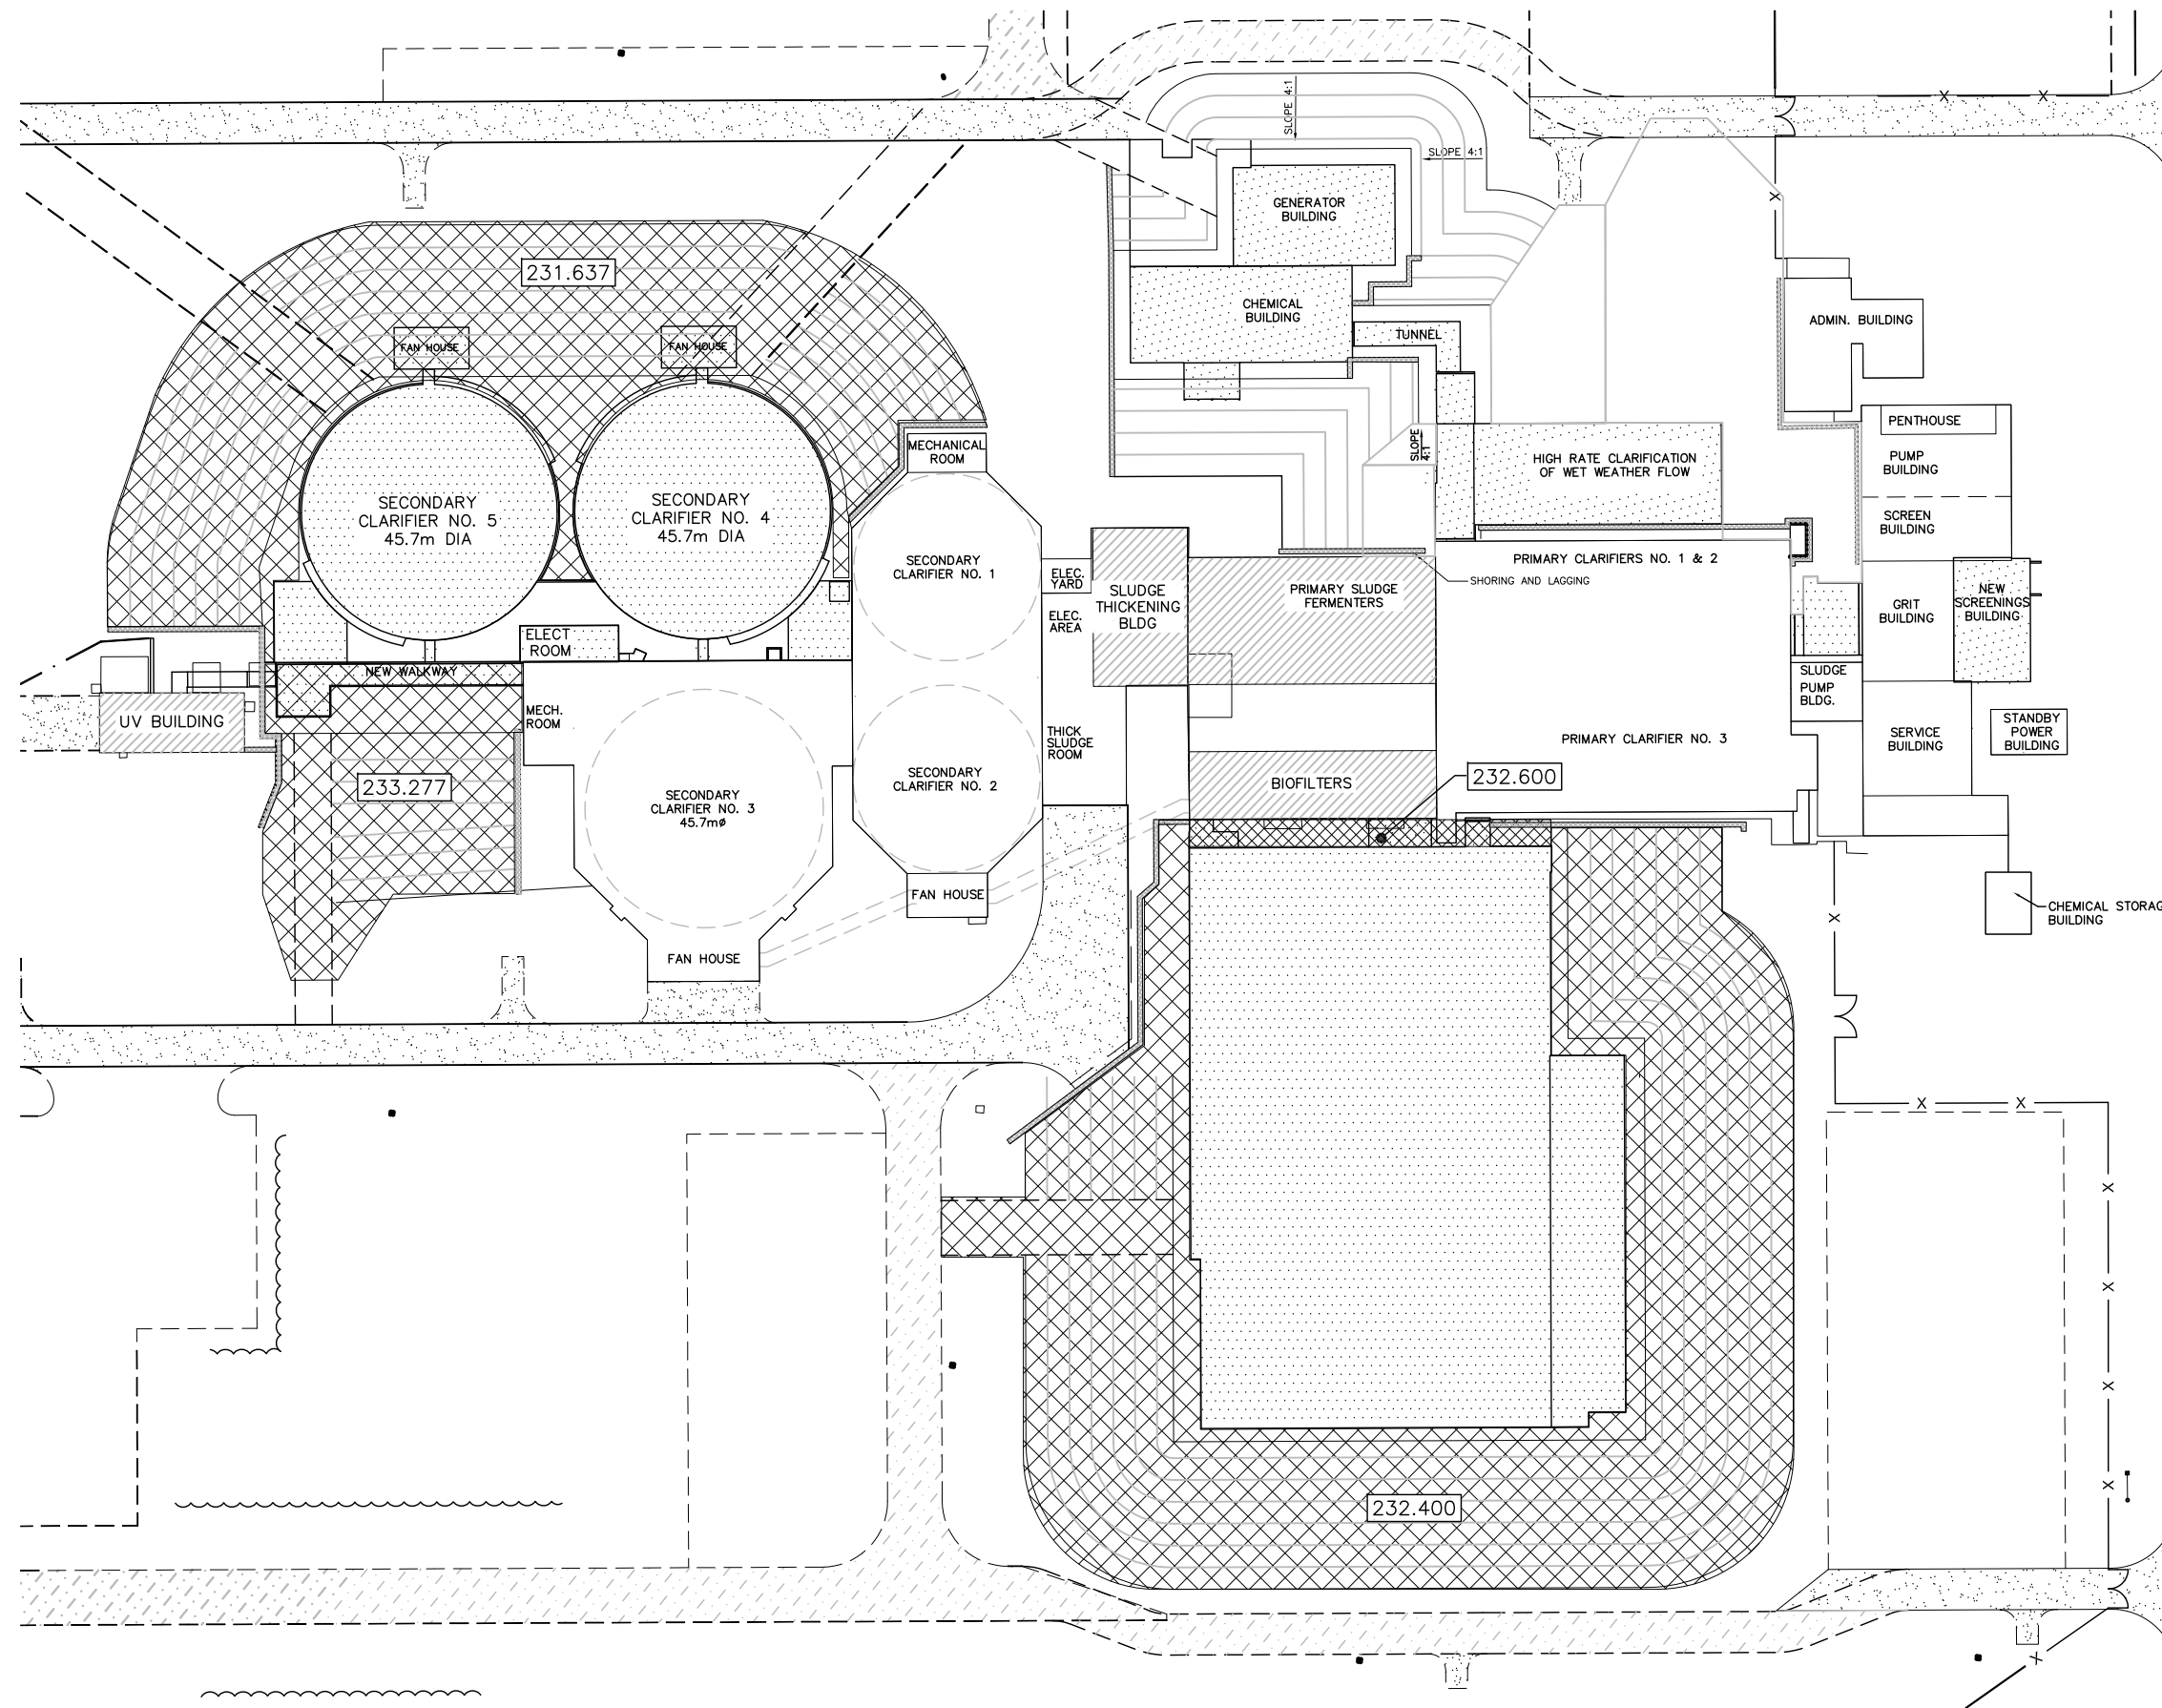 SLOPE 4:1
SLOPE 4:1
GENERATOR
BUILDING
231.637
CHEMICAL
BUILDING
TUNNEL
ADMIN. BUILDING
FAN HOUSE
FAN HOUSE
PENTHOUSE
MECHANICAL
ROOM
SLOPE
4:1
HIGH RATE CLARIFICATION
OF WET WEATHER FLOW
PUMP
BUILDING
SECONDARY
CLARIFIER NO. 5
45.7m DIA
SECONDARY
CLARIFIER NO. 4
45.7m DIA
SCREEN
BUILDING
SECONDARY
CLARIFIER NO. 1
ELEC.
YARD
SLUDGE
THICKENING
BLDG
PRIMARY SLUDGE
FERMENTERS
SHORING AND LAGGING
PRIMARY CLARIFIERS NO. 1 & 2
GRIT
BUILDING
NEW
SCREENINGS
BUILDING
ELEC.
AREA
ELECT
ROOM
NEW WALKWAY
SLUDGE
PUMP
BLDG.
UV BUILDING
MECH.
ROOM
THICK
SLUDGE
ROOM
PRIMARY CLARIFIER NO. 3
SERVICE
BUILDING
STANDBY
POWER
BUILDING
233.277
SECONDARY
CLARIFIER NO. 3
45.7mø
SECONDARY
CLARIFIER NO. 2
BIOFILTERS
232.600
FAN HOUSE
CHEMICAL STORAG
BUILDING
FAN HOUSE
X
X
X
X
X
X
X
X
X
X
X
232.400